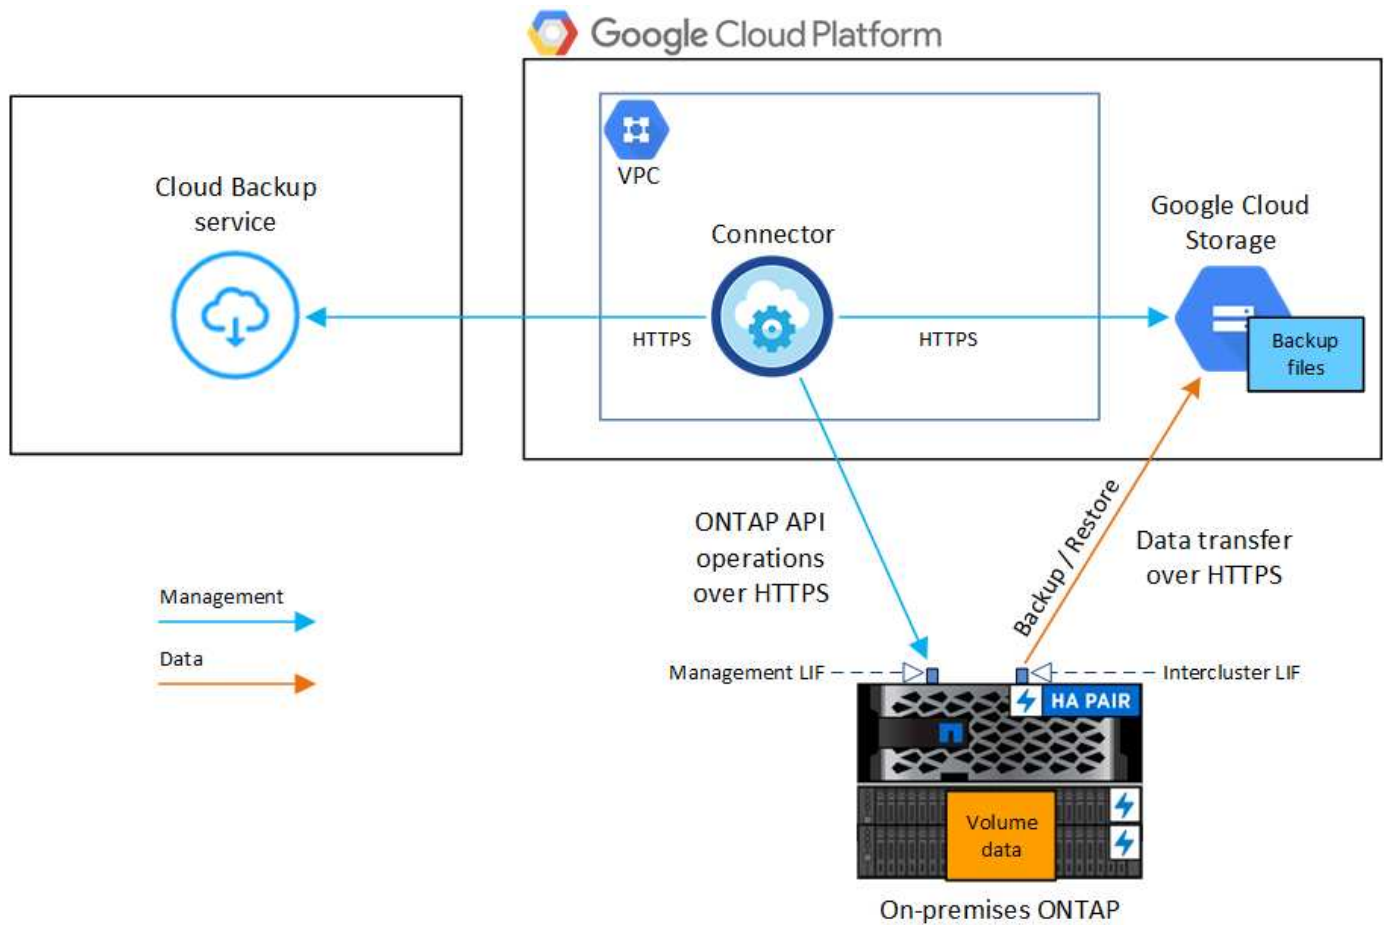 Google Cloud Platform
Cloud Backup
service
VPC
Connector
Google Cloud
Storage
HTTPS
HTTPS
Backup
files
ONTAP API
operations
over HTTPS
Backup / Restore
Data transfer
over HTTPS
Management
Data
Management LIF
Intercluster LIF
HA PAIR
Volume
data
On-premises ONTAP